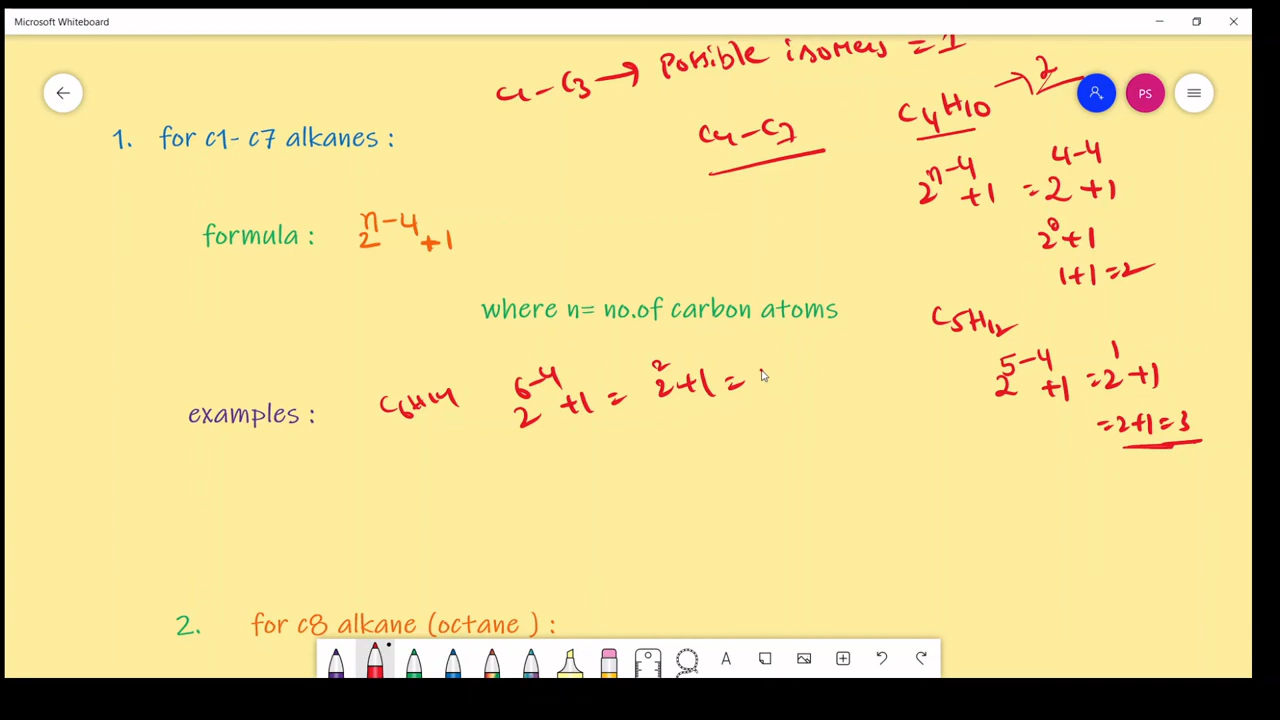 Microsoft Whiteboard
C1 - C3 → Possible isomers = 1
PS
1. for c1- c7 alkanes :
C4 - C7
C4H10 → 2
2^(n-4) + 1 = 2^(4-4) + 1
2^0 + 1
1 + 1 = 2
formula : 2^(n-4) + 1
where n= no.of carbon atoms
C5H12
2^(5-4) + 1 = 2^1 + 1
= 2 + 1 = 3
examples : C6H14 2^(6-4) + 1 = 2^2 + 1 =
2. for c8 alkane (octane ) :
A